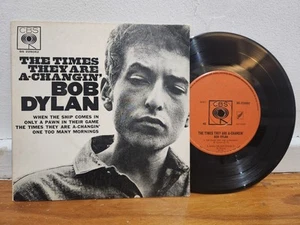 CBS
THE TIMES
THEY ARE
A-CHANGIN'
BOB
DYLAN
WHEN THE SHIP COMES IN
ONLY A PAWN IN THEIR GAME
THE TIMES THEY ARE A-CHANGIN'
ONE TOO MANY MORNINGS
CBS
THE TIMES THEY ARE A-CHANGIN'
BOB DYLAN